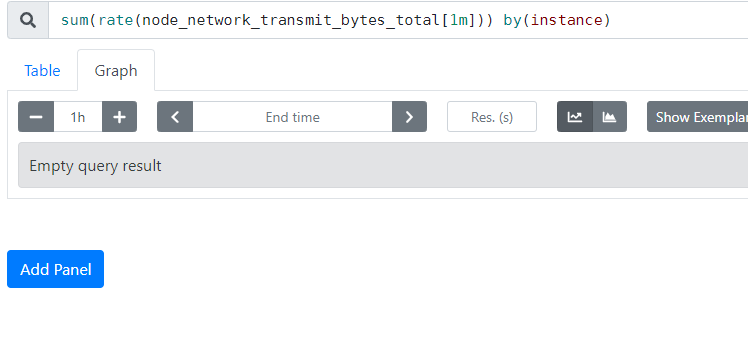 sum(rate(node_network_transmit_bytes_total[1m])) by(instance)
Table Graph
1h End time Res. (s) Show Exemplar
Empty query result
Add Panel